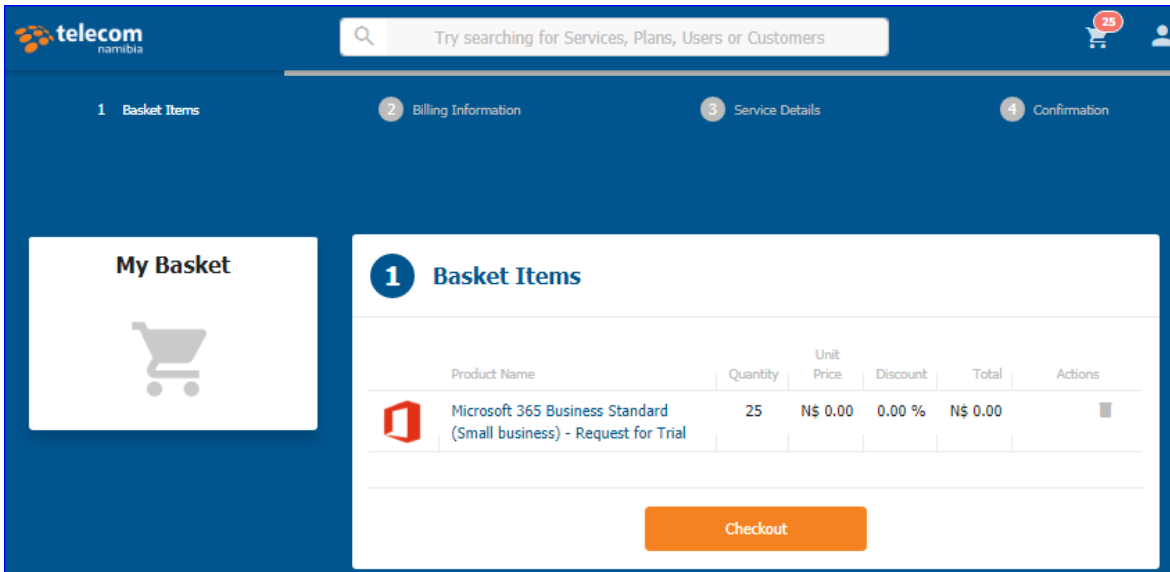 telecom
namibia
Try searching for Services, Plans, Users or Customers
25
1 Basket Items
2 Billing Information
3 Service Details
4 Confirmation
My Basket
1 Basket Items
Product Name
Quantity
Unit
Price
Discount
Total
Actions
Microsoft 365 Business Standard
(Small business) - Request for Trial
25
N$ 0.00
0.00 %
N$ 0.00
Checkout